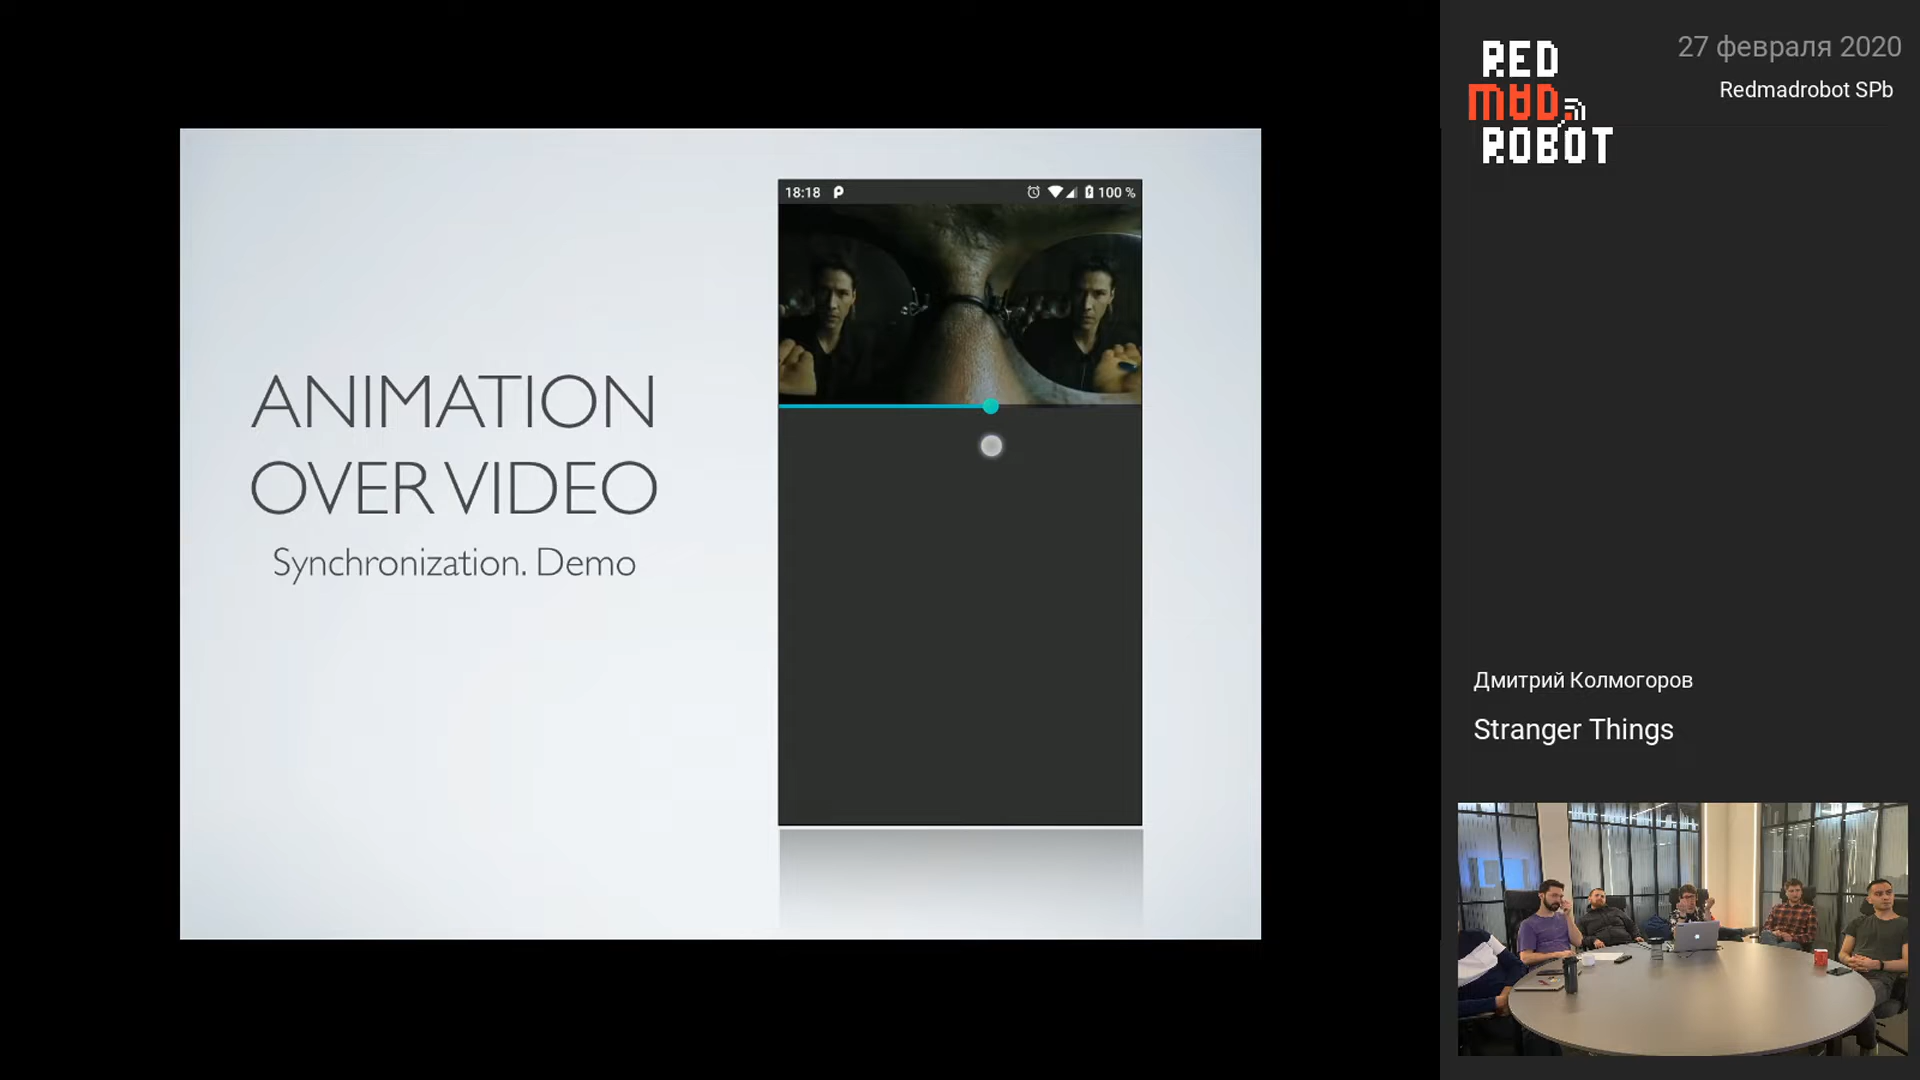 ANIMATION
OVER VIDEO
Synchronization. Demo
18:18
100 %
RED
MAD
ROBOT
27 февраля 2020
Redmadrobot SPb
Дмитрий Колмогоров
Stranger Things